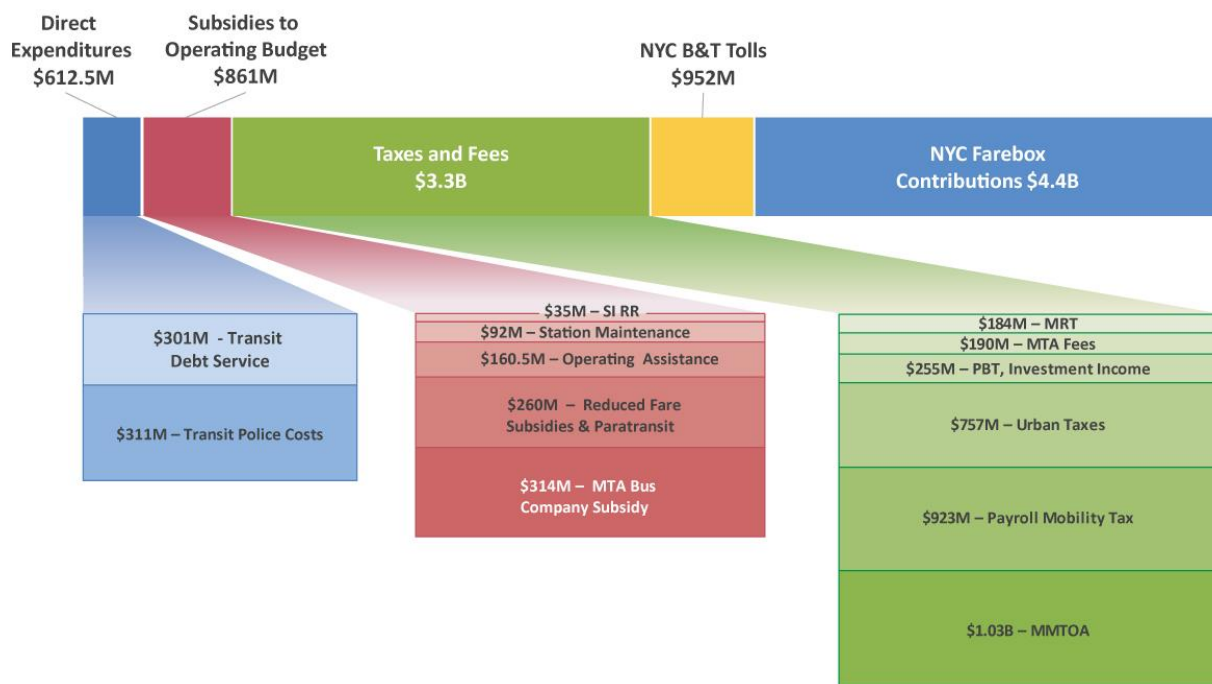 Direct
Expenditures
$612.5M
Subsidies to
Operating Budget
$861M
NYC B&T Tolls
$952M
Taxes and Fees
$3.3B
NYC Farebox
Contributions $4.4B
$301M - Transit
Debt Service
$311M – Transit Police Costs
$35M – SI RR
$92M – Station Maintenance
$160.5M – Operating Assistance
$260M – Reduced Fare
Subsidies & Paratransit
$314M – MTA Bus
Company Subsidy
$184M – MRT
$190M – MTA Fees
$255M – PBT, Investment Income
$757M – Urban Taxes
$923M – Payroll Mobility Tax
$1.03B – MMTOA